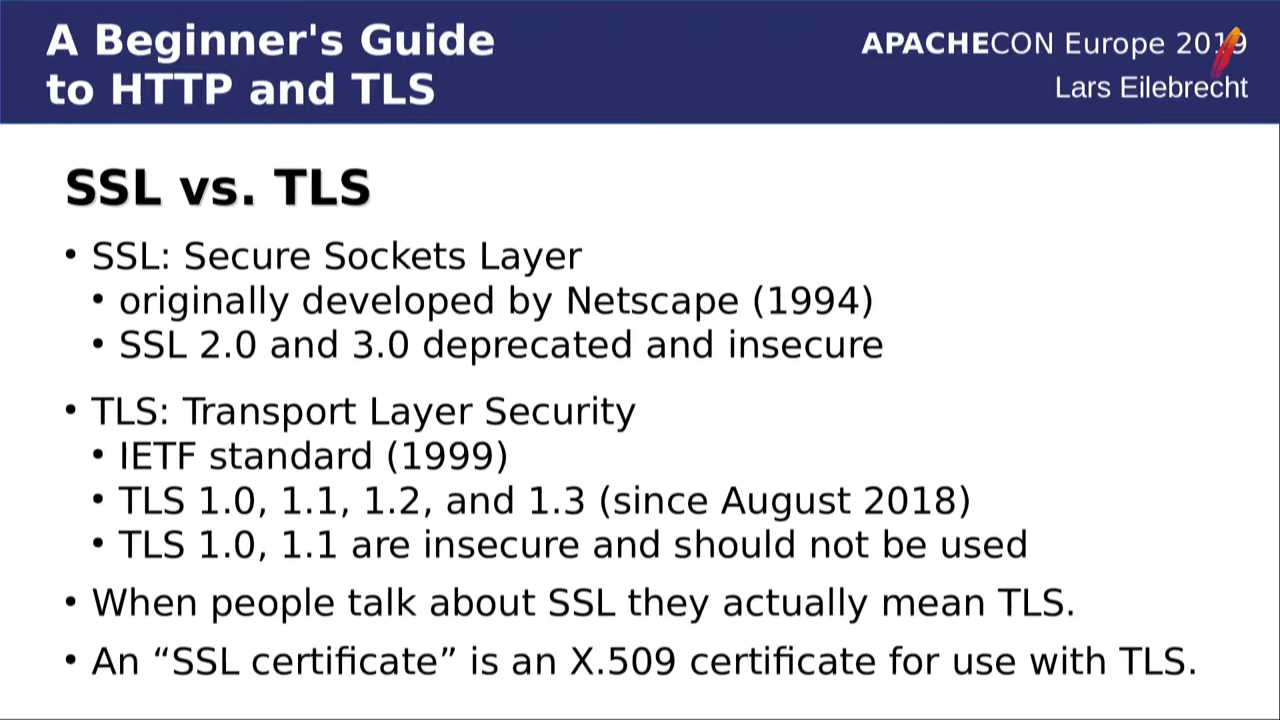 A Beginner's Guide
to HTTP and TLS
APACHECON Europe 2019
Lars Eilebrecht
SSL vs. TLS
• SSL: Secure Sockets Layer
• originally developed by Netscape (1994)
• SSL 2.0 and 3.0 deprecated and insecure
• TLS: Transport Layer Security
• IETF standard (1999)
• TLS 1.0, 1.1, 1.2, and 1.3 (since August 2018)
• TLS 1.0, 1.1 are insecure and should not be used
• When people talk about SSL they actually mean TLS.
• An “SSL certificate” is an X.509 certificate for use with TLS.